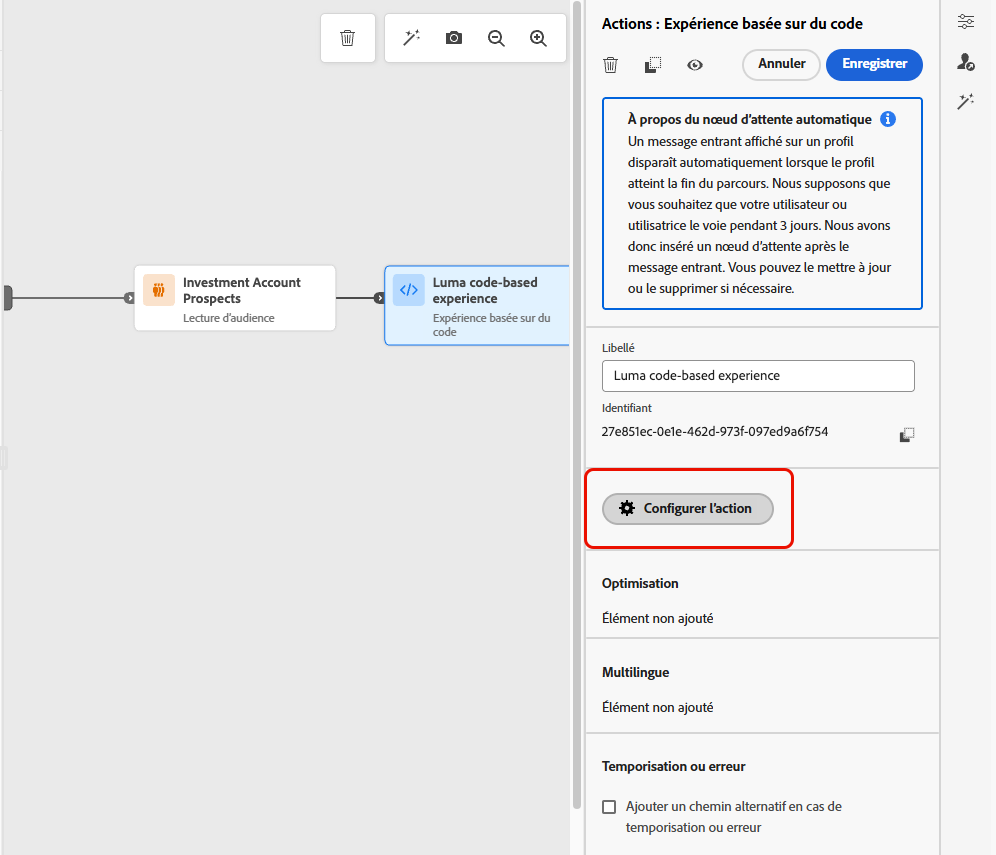 Actions : Expérience basée sur du code
Annuler
Enregistrer
À propos du nœud d'attente automatique
Un message entrant affiché sur un profil
disparaît automatiquement lorsque le profil
atteint la fin du parcours. Nous supposons que
vous souhaitez que votre utilisateur ou
utilisatrice le voie pendant 3 jours. Nous avons
donc inséré un nœud d'attente après le
message entrant. Vous pouvez le mettre à jour
ou le supprimer si nécessaire.
Investment Account
Prospects
Lecture d'audience
Luma code-based
experience
Expérience basée sur du
code
Libellé
Luma code-based experience
Identifiant
27e851ec-0e1e-462d-973f-097ed9a6f754
Configurer l'action
Optimisation
Élément non ajouté
Multilingue
Élément non ajouté
Temporisation ou erreur
Ajouter un chemin alternatif en cas de
temporisation ou erreur